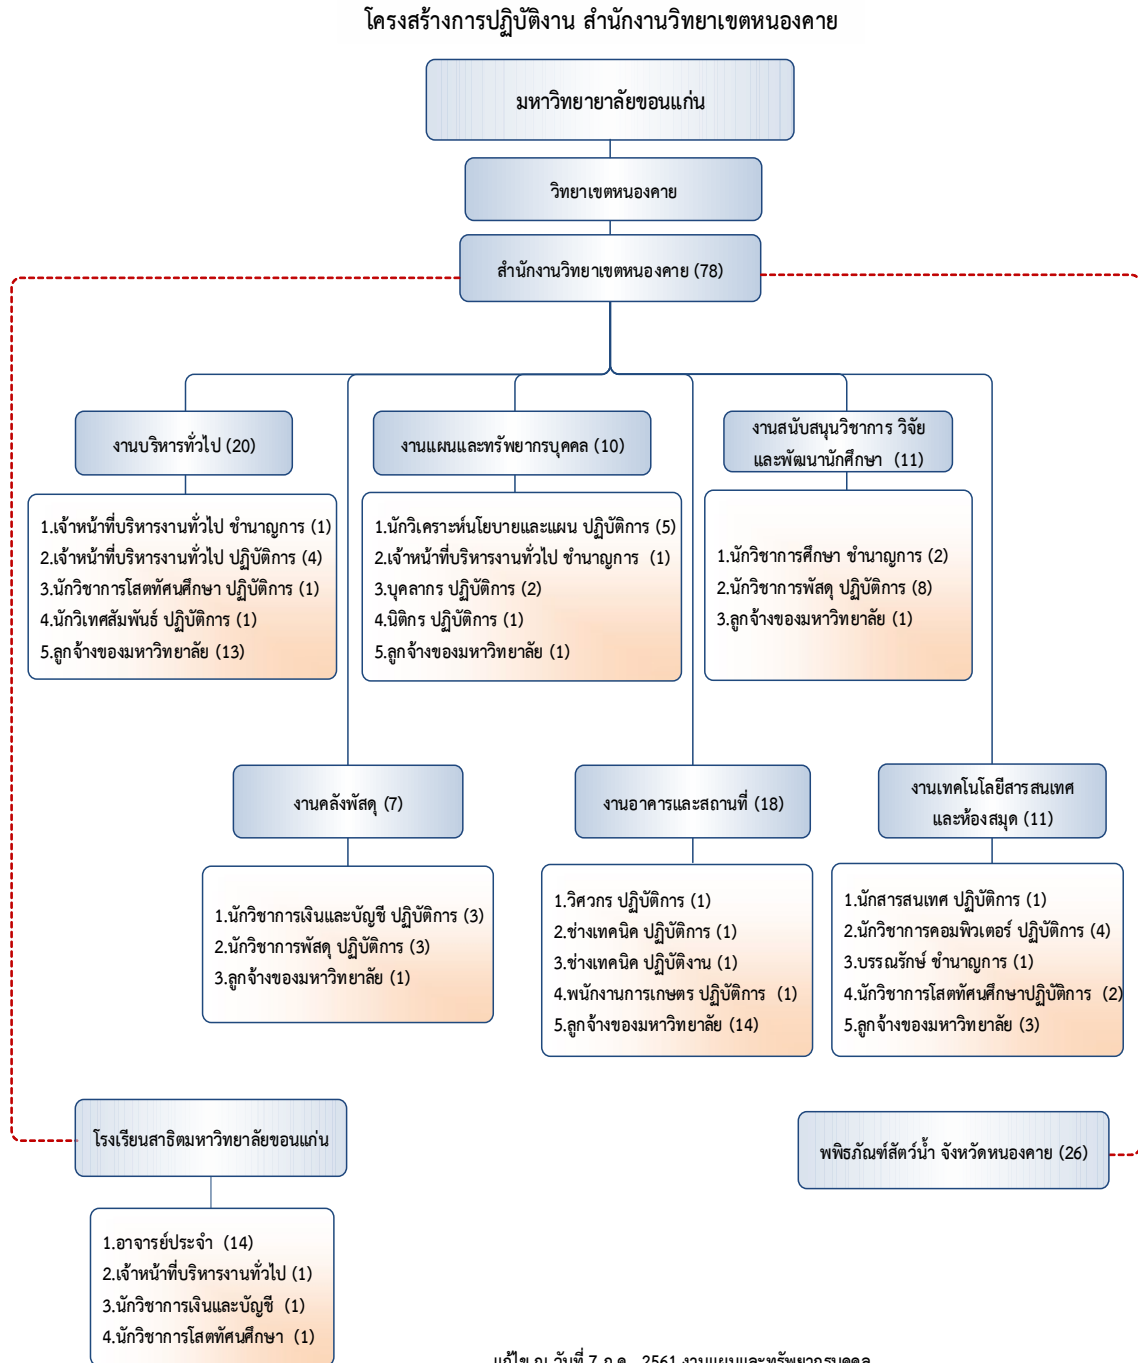 โครงสร้างการปฏิบัติงาน สำนักงานวิทยาเขตหนองคาย
มหาวิทยายาลัยขอนแก่น
วิทยาเขตหนองคาย
สำนักงานวิทยาเขตหนองคาย (78)
งานบริหารทั่วไป (20)
1.เจ้าหน้าที่บริหารงานทั่วไป ชำนาญการ (1)
2.เจ้าหน้าที่บริหารงานทั่วไป ปฏิบัติการ (4)
3.นักวิชาการโสตทัศนศึกษา ปฏิบัติการ (1)
4.นักวิเทศสัมพันธ์ ปฏิบัติการ (1)
5.ลูกจ้างของมหาวิทยาลัย (13)
งานแผนและทรัพยากรบุคคล (10)
1.นักวิเคราะห์นโยบายและแผน ปฏิบัติการ (5)
2.เจ้าหน้าที่บริหารงานทั่วไป ชำนาญการ (1)
3.บุคลากร ปฏิบัติการ (2)
4.นิติกร ปฏิบัติการ (1)
5.ลูกจ้างของมหาวิทยาลัย (1)
งานสนับสนุนวิชาการ วิจัย
และพัฒนานักศึกษา (11)
1.นักวิชาการศึกษา ชำนาญการ (2)
2.นักวิชาการพัสดุ ปฏิบัติการ (8)
3.ลูกจ้างของมหาวิทยาลัย (1)
งานคลังพัสดุ (7)
1.นักวิชาการเงินและบัญชี ปฏิบัติการ (3)
2.นักวิชาการพัสดุ ปฏิบัติการ (3)
3.ลูกจ้างของมหาวิทยาลัย (1)
งานอาคารและสถานที่ (18)
1.วิศวกร ปฏิบัติการ (1)
2.ช่างเทคนิค ปฏิบัติการ (1)
3.ช่างเทคนิค ปฏิบัติงาน (1)
4.พนักงานการเกษตร ปฏิบัติการ (1)
5.ลูกจ้างของมหาวิทยาลัย (14)
งานเทคโนโลยีสารสนเทศ
และห้องสมุด (11)
1.นักสารสนเทศ ปฏิบัติการ (1)
2.นักวิชาการคอมพิวเตอร์ ปฏิบัติการ (4)
3.บรรณรักษ์ ชำนาญการ (1)
4.นักวิชาการโสตทัศนศึกษาปฏิบัติการ (2)
5.ลูกจ้างของมหาวิทยาลัย (3)
โรงเรียนสาธิตมหาวิทยาลัยขอนแก่น
1.อาจารย์ประจำ (14)
2.เจ้าหน้าที่บริหารงานทั่วไป (1)
3.นักวิชาการเงินและบัญชี (1)
4.นักวิชาการโสตทัศนศึกษา (1)
พพิธภัณฑ์สัตว์น้ำ จังหวัดหนองคาย (26)
แก้ไข ณ วันที่ 7 ก.ค. 2561 งานแผนและทรัพยากรบุคคล